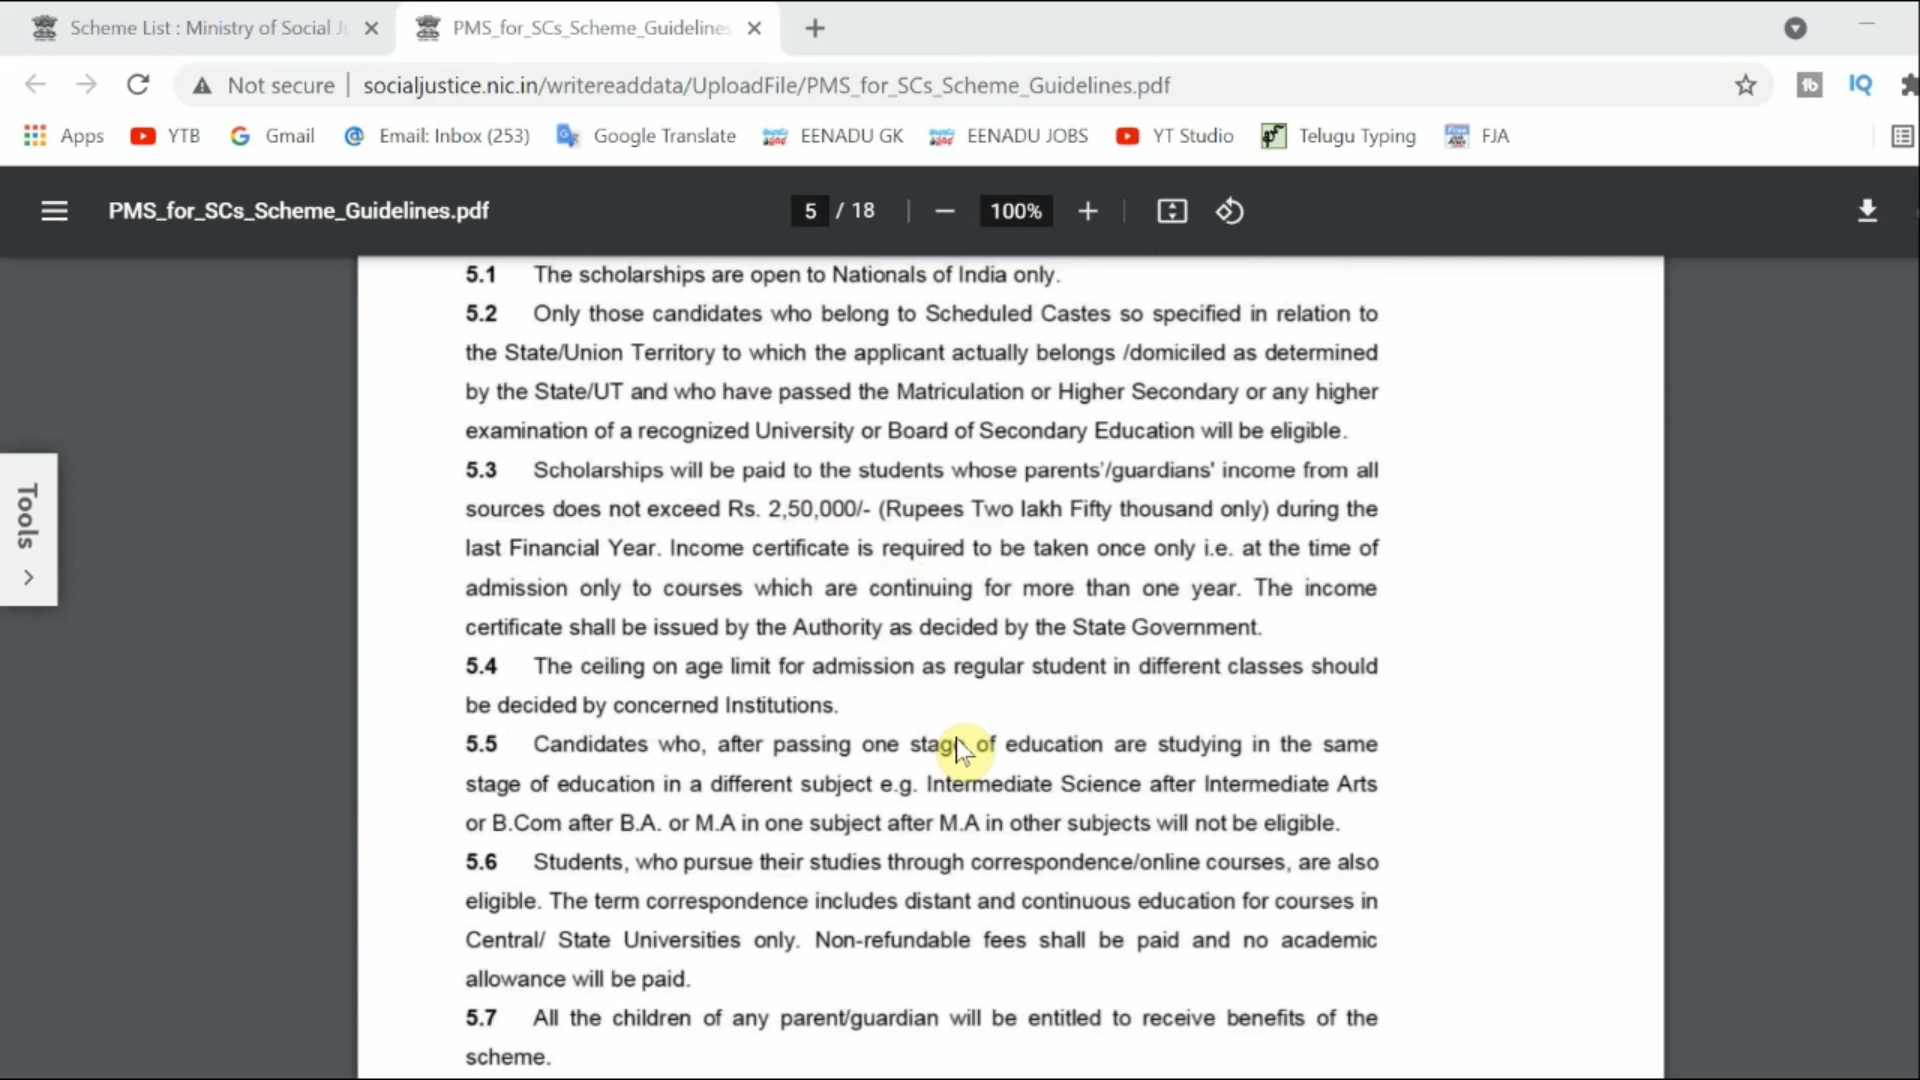 Scheme List : Ministry of Social Ju
PMS_for_SCs_Scheme_Guidelines
Not secure | socialjustice.nic.in/writereaddata/UploadFile/PMS_for_SCs_Scheme_Guidelines.pdf
tb
IQ
Apps YTB Gmail Email: Inbox (253) Google Translate EENADU GK EENADU JOBS YT Studio Telugu Typing FJA
PMS_for_SCs_Scheme_Guidelines.pdf 5 / 18 100%
Tools
5.1 The scholarships are open to Nationals of India only.
5.2 Only those candidates who belong to Scheduled Castes so specified in relation to
the State/Union Territory to which the applicant actually belongs /domiciled as determined
by the State/UT and who have passed the Matriculation or Higher Secondary or any higher
examination of a recognized University or Board of Secondary Education will be eligible.
5.3 Scholarships will be paid to the students whose parents'/guardians' income from all
sources does not exceed Rs. 2,50,000/- (Rupees Two lakh Fifty thousand only) during the
last Financial Year. Income certificate is required to be taken once only i.e. at the time of
admission only to courses which are continuing for more than one year. The income
certificate shall be issued by the Authority as decided by the State Government.
5.4 The ceiling on age limit for admission as regular student in different classes should
be decided by concerned Institutions.
5.5 Candidates who, after passing one stage of education are studying in the same
stage of education in a different subject e.g. Intermediate Science after Intermediate Arts
or B.Com after B.A. or M.A in one subject after M.A in other subjects will not be eligible.
5.6 Students, who pursue their studies through correspondence/online courses, are also
eligible. The term correspondence includes distant and continuous education for courses in
Central/ State Universities only. Non-refundable fees shall be paid and no academic
allowance will be paid.
5.7 All the children of any parent/guardian will be entitled to receive benefits of the
scheme.